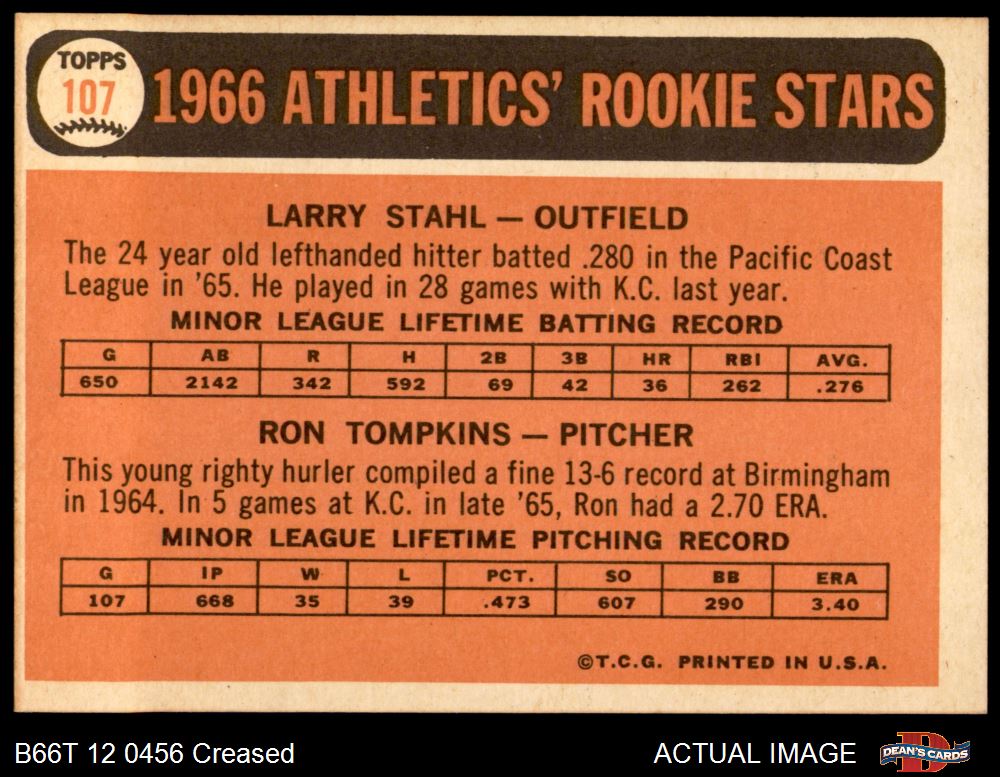 TOPPS
107
1966 ATHLETICS' ROOKIE STARS
LARRY STAHL — OUTFIELD
The 24 year old lefthanded hitter batted .280 in the Pacific Coast
League in '65. He played in 28 games with K.C. last year.
MINOR LEAGUE LIFETIME BATTING RECORD
G AB R H 2B 3B HR RBI AVG.
650 2142 342 592 69 42 36 262 .276
RON TOMPKINS — PITCHER
This young righty hurler compiled a fine 13-6 record at Birmingham
in 1964. In 5 games at K.C. in late '65, Ron had a 2.70 ERA.
MINOR LEAGUE LIFETIME PITCHING RECORD
G IP W L PCT. SO BB ERA
107 668 35 39 .473 607 290 3.40
©T.C.G. PRINTED IN U.S.A.
B66T 12 0456 Creased
ACTUAL IMAGE
DEAN'S CARDS